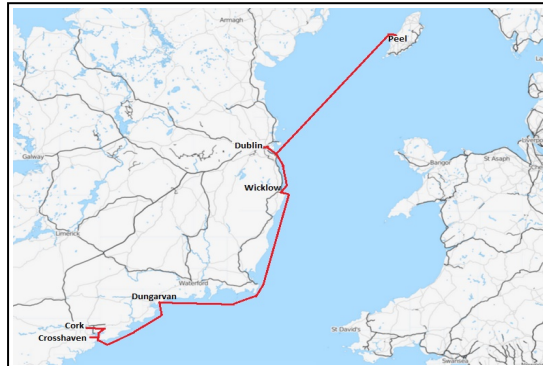 Armagh
Peel
Dublin
Galway
Bangor
St Asaph
Wicklow
Limerick
Waterford
Dungarvan
Cork
Crosshaven
St David's
Swansea